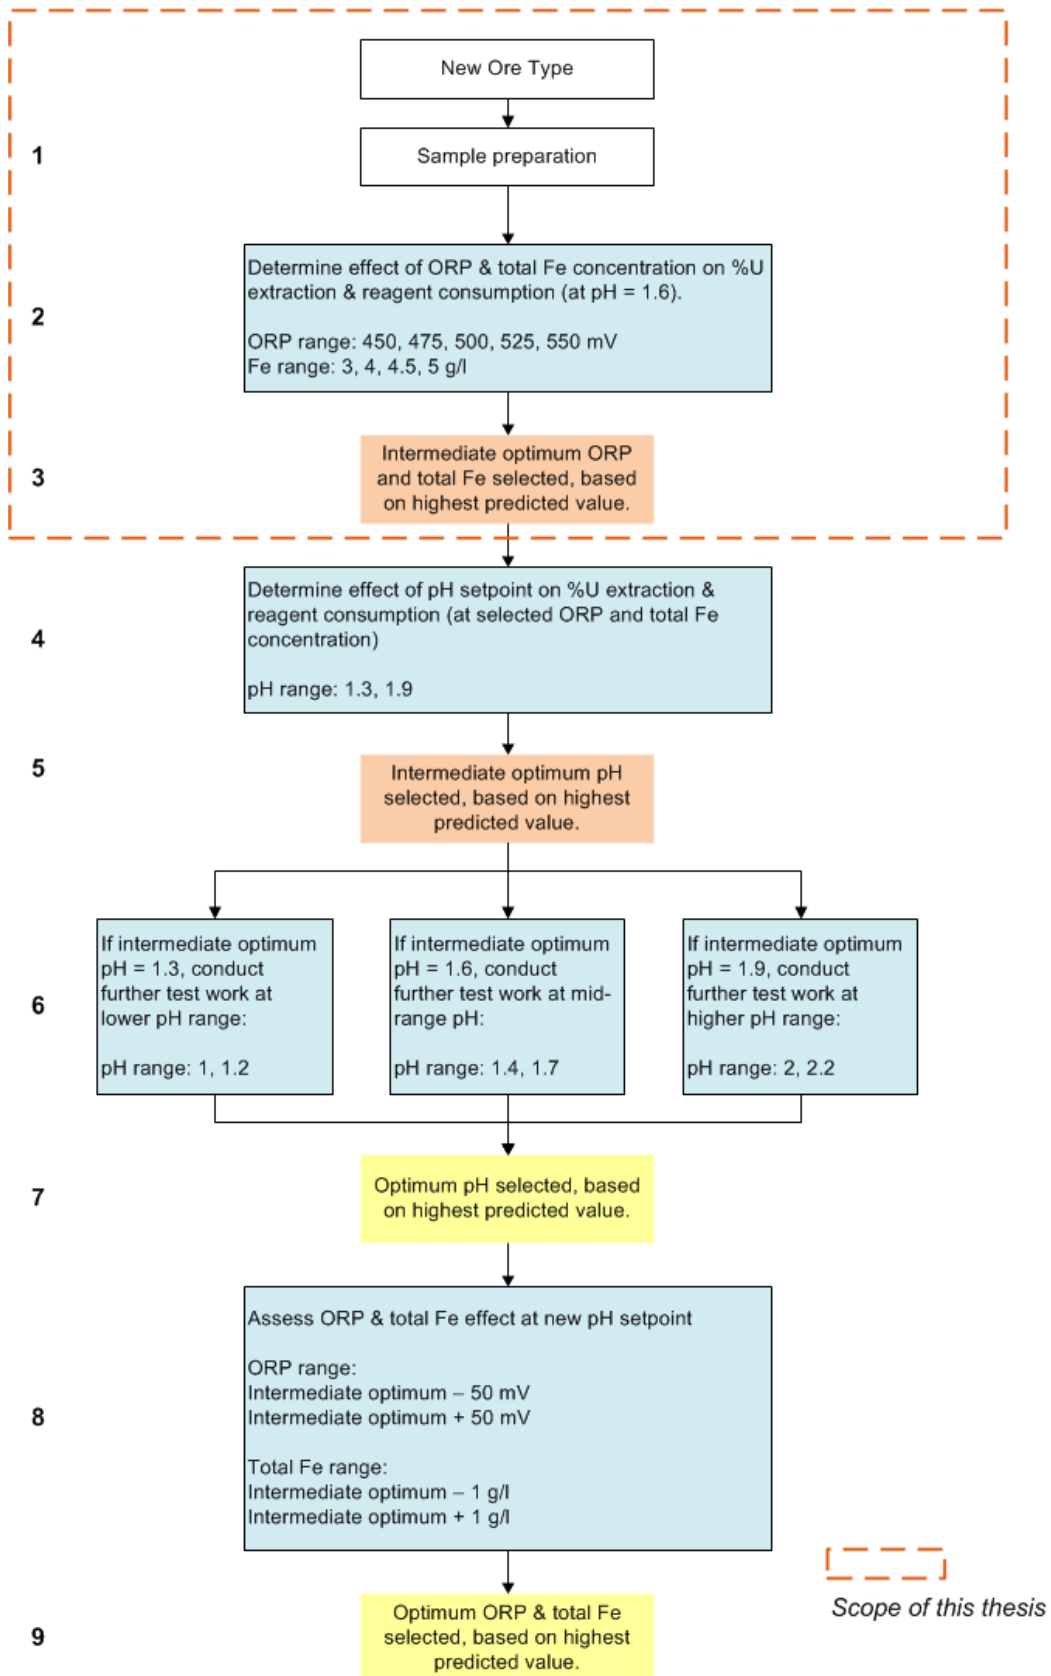 New Ore Type
1
Sample preparation
2
Determine effect of ORP & total Fe concentration on %U
extraction & reagent consumption (at pH = 1.6).
ORP range: 450, 475, 500, 525, 550 mV
Fe range: 3, 4, 4.5, 5 g/l
3
Intermediate optimum ORP
and total Fe selected, based
on highest predicted value.
4
Determine effect of pH setpoint on %U extraction &
reagent consumption (at selected ORP and total Fe
concentration)
pH range: 1.3, 1.9
5
Intermediate optimum pH
selected, based on highest
predicted value.
6
If intermediate optimum
pH = 1.3, conduct
further test work at
lower pH range:
pH range: 1, 1.2
If intermediate optimum
pH = 1.6, conduct
further test work at mid-
range pH:
pH range: 1.4, 1.7
If intermediate optimum
pH = 1.9, conduct
further test work at
higher pH range:
pH range: 2, 2.2
7
Optimum pH selected, based
on highest predicted value.
8
Assess ORP & total Fe effect at new pH setpoint
ORP range:
Intermediate optimum – 50 mV
Intermediate optimum + 50 mV
Total Fe range:
Intermediate optimum – 1 g/l
Intermediate optimum + 1 g/l
Scope of this thesis
9
Optimum ORP & total Fe
selected, based on highest
predicted value.